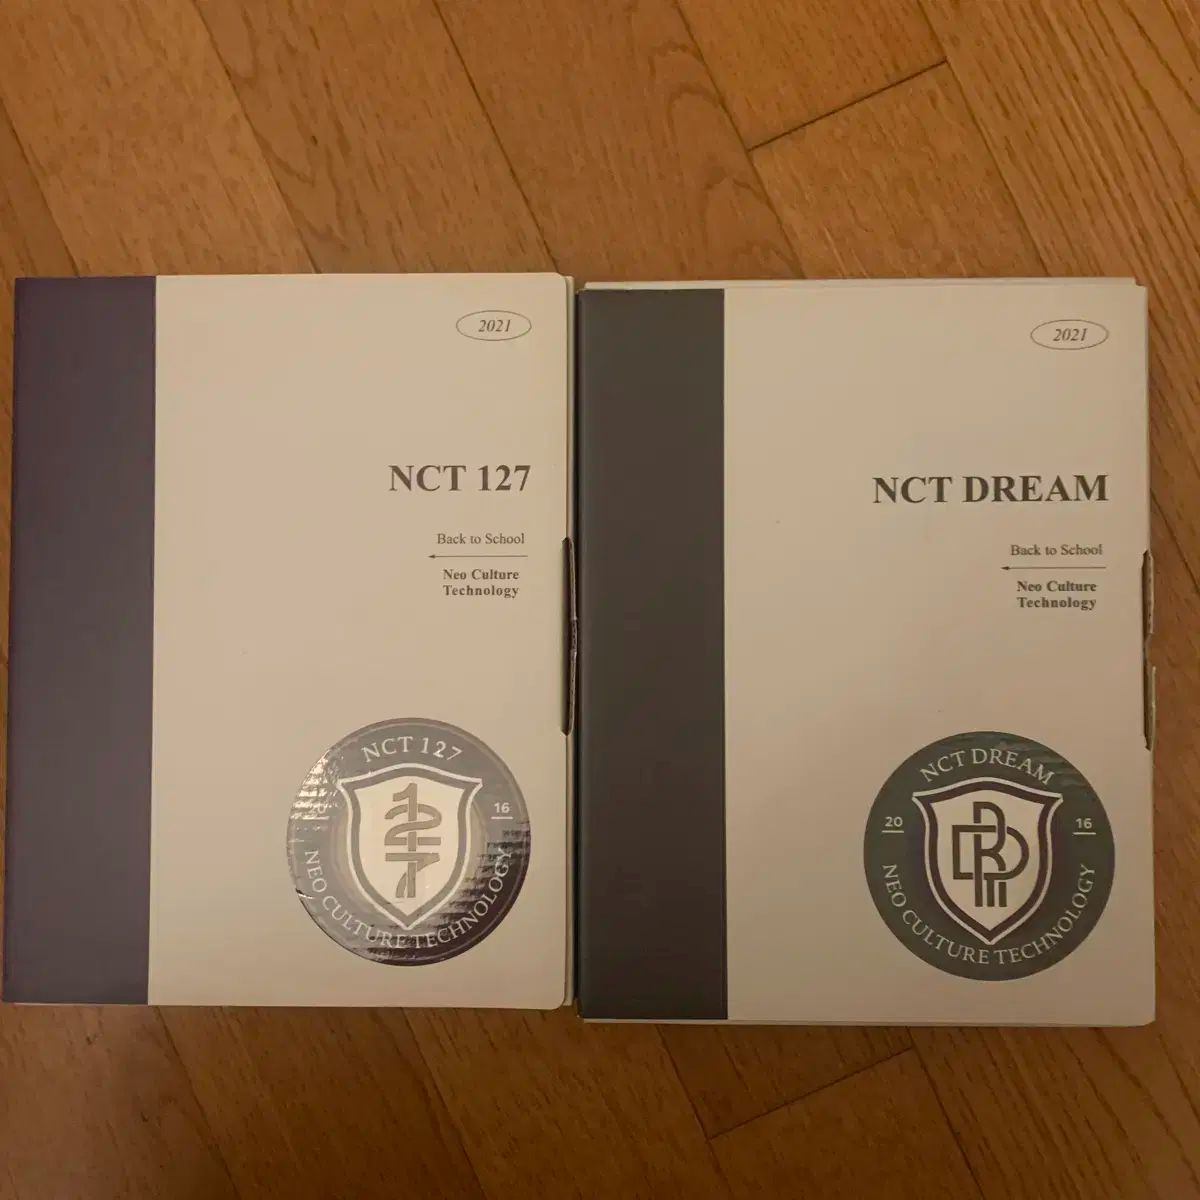 2021
NCT 127
Back to School
Neo Culture
Technology
NCT 127
16
127
NEO CULTURE TECHNOLOGY
2021
NCT DREAM
Back to School
Neo Culture
Technology
NCT DREAM
20
16
NEO CULTURE TECHNOLOGY